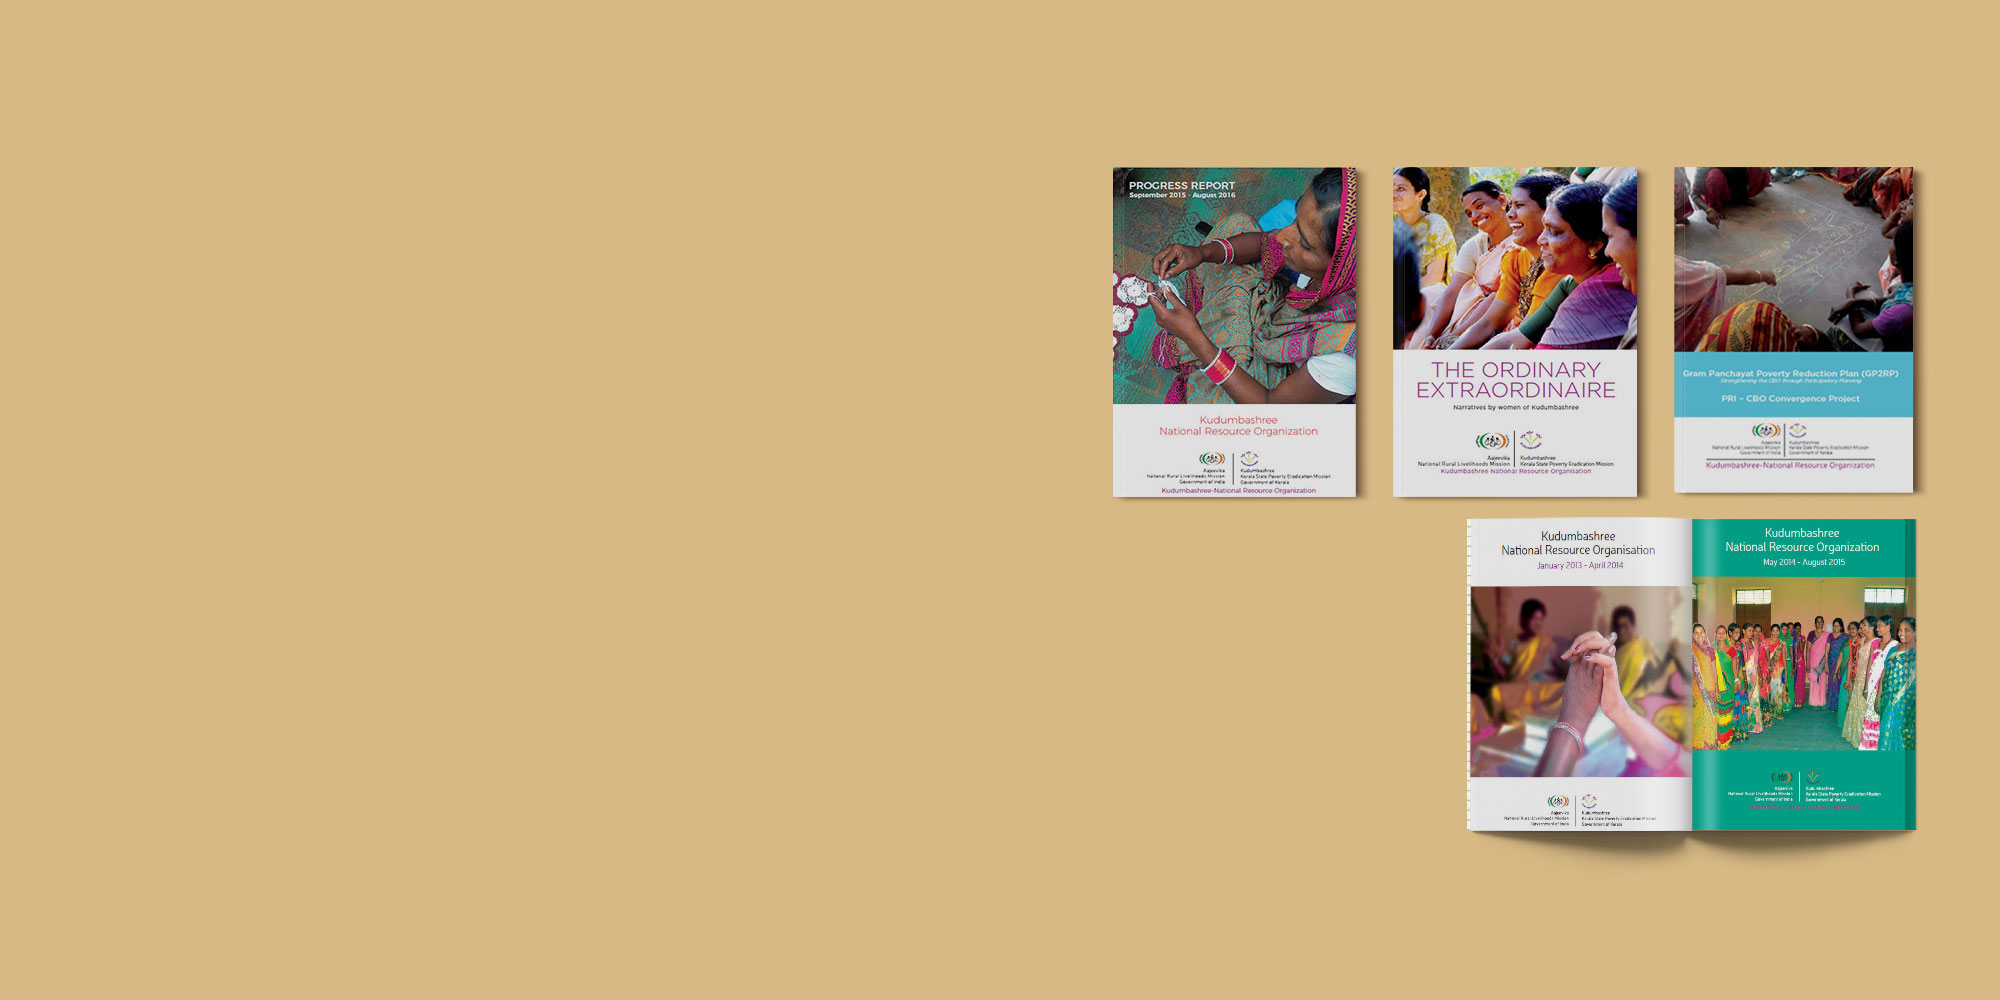 PROGRESS REPORT
September 2015 - August 2016
Kudumbashree
National Resource Organization
Aajeevika
National Rural Livelihoods Mission
Government of India
Kudumbashree
Kerala State Poverty Eradication Mission
Government of Kerala
Kudumbashree-National Resource Organization
THE ORDINARY
EXTRAORDINAIRE
Narratives by women of Kudumbashree
Aajeevika
National Rural Livelihoods Mission
Kudumbashree
Kerala State Poverty Eradication Mission
Kudumbashree National Resource Organisation
Gram Panchayat Poverty Reduction Plan (GP2RP)
Strengthening the CBO through Participatory Planning
PRI – CBO Convergence Project
Aajeevika
National Rural Livelihoods Mission
Government of India
Kudumbashree
Kerala State Poverty Eradication Mission
Government of Kerala
Kudumbashree-National Resource Organization
Kudumbashree
National Resource Organisation
January 2013 - April 2014
Aajeevika
National Rural Livelihoods Mission
Government of India
Kudumbashree
Kerala State Poverty Eradication Mission
Government of Kerala
Kudumbashree
National Resource Organization
May 2014 - August 2015
Aajeevika
National Rural Livelihoods Mission
Government of India
Kudumbashree
Kerala State Poverty Eradication Mission
Government of Kerala